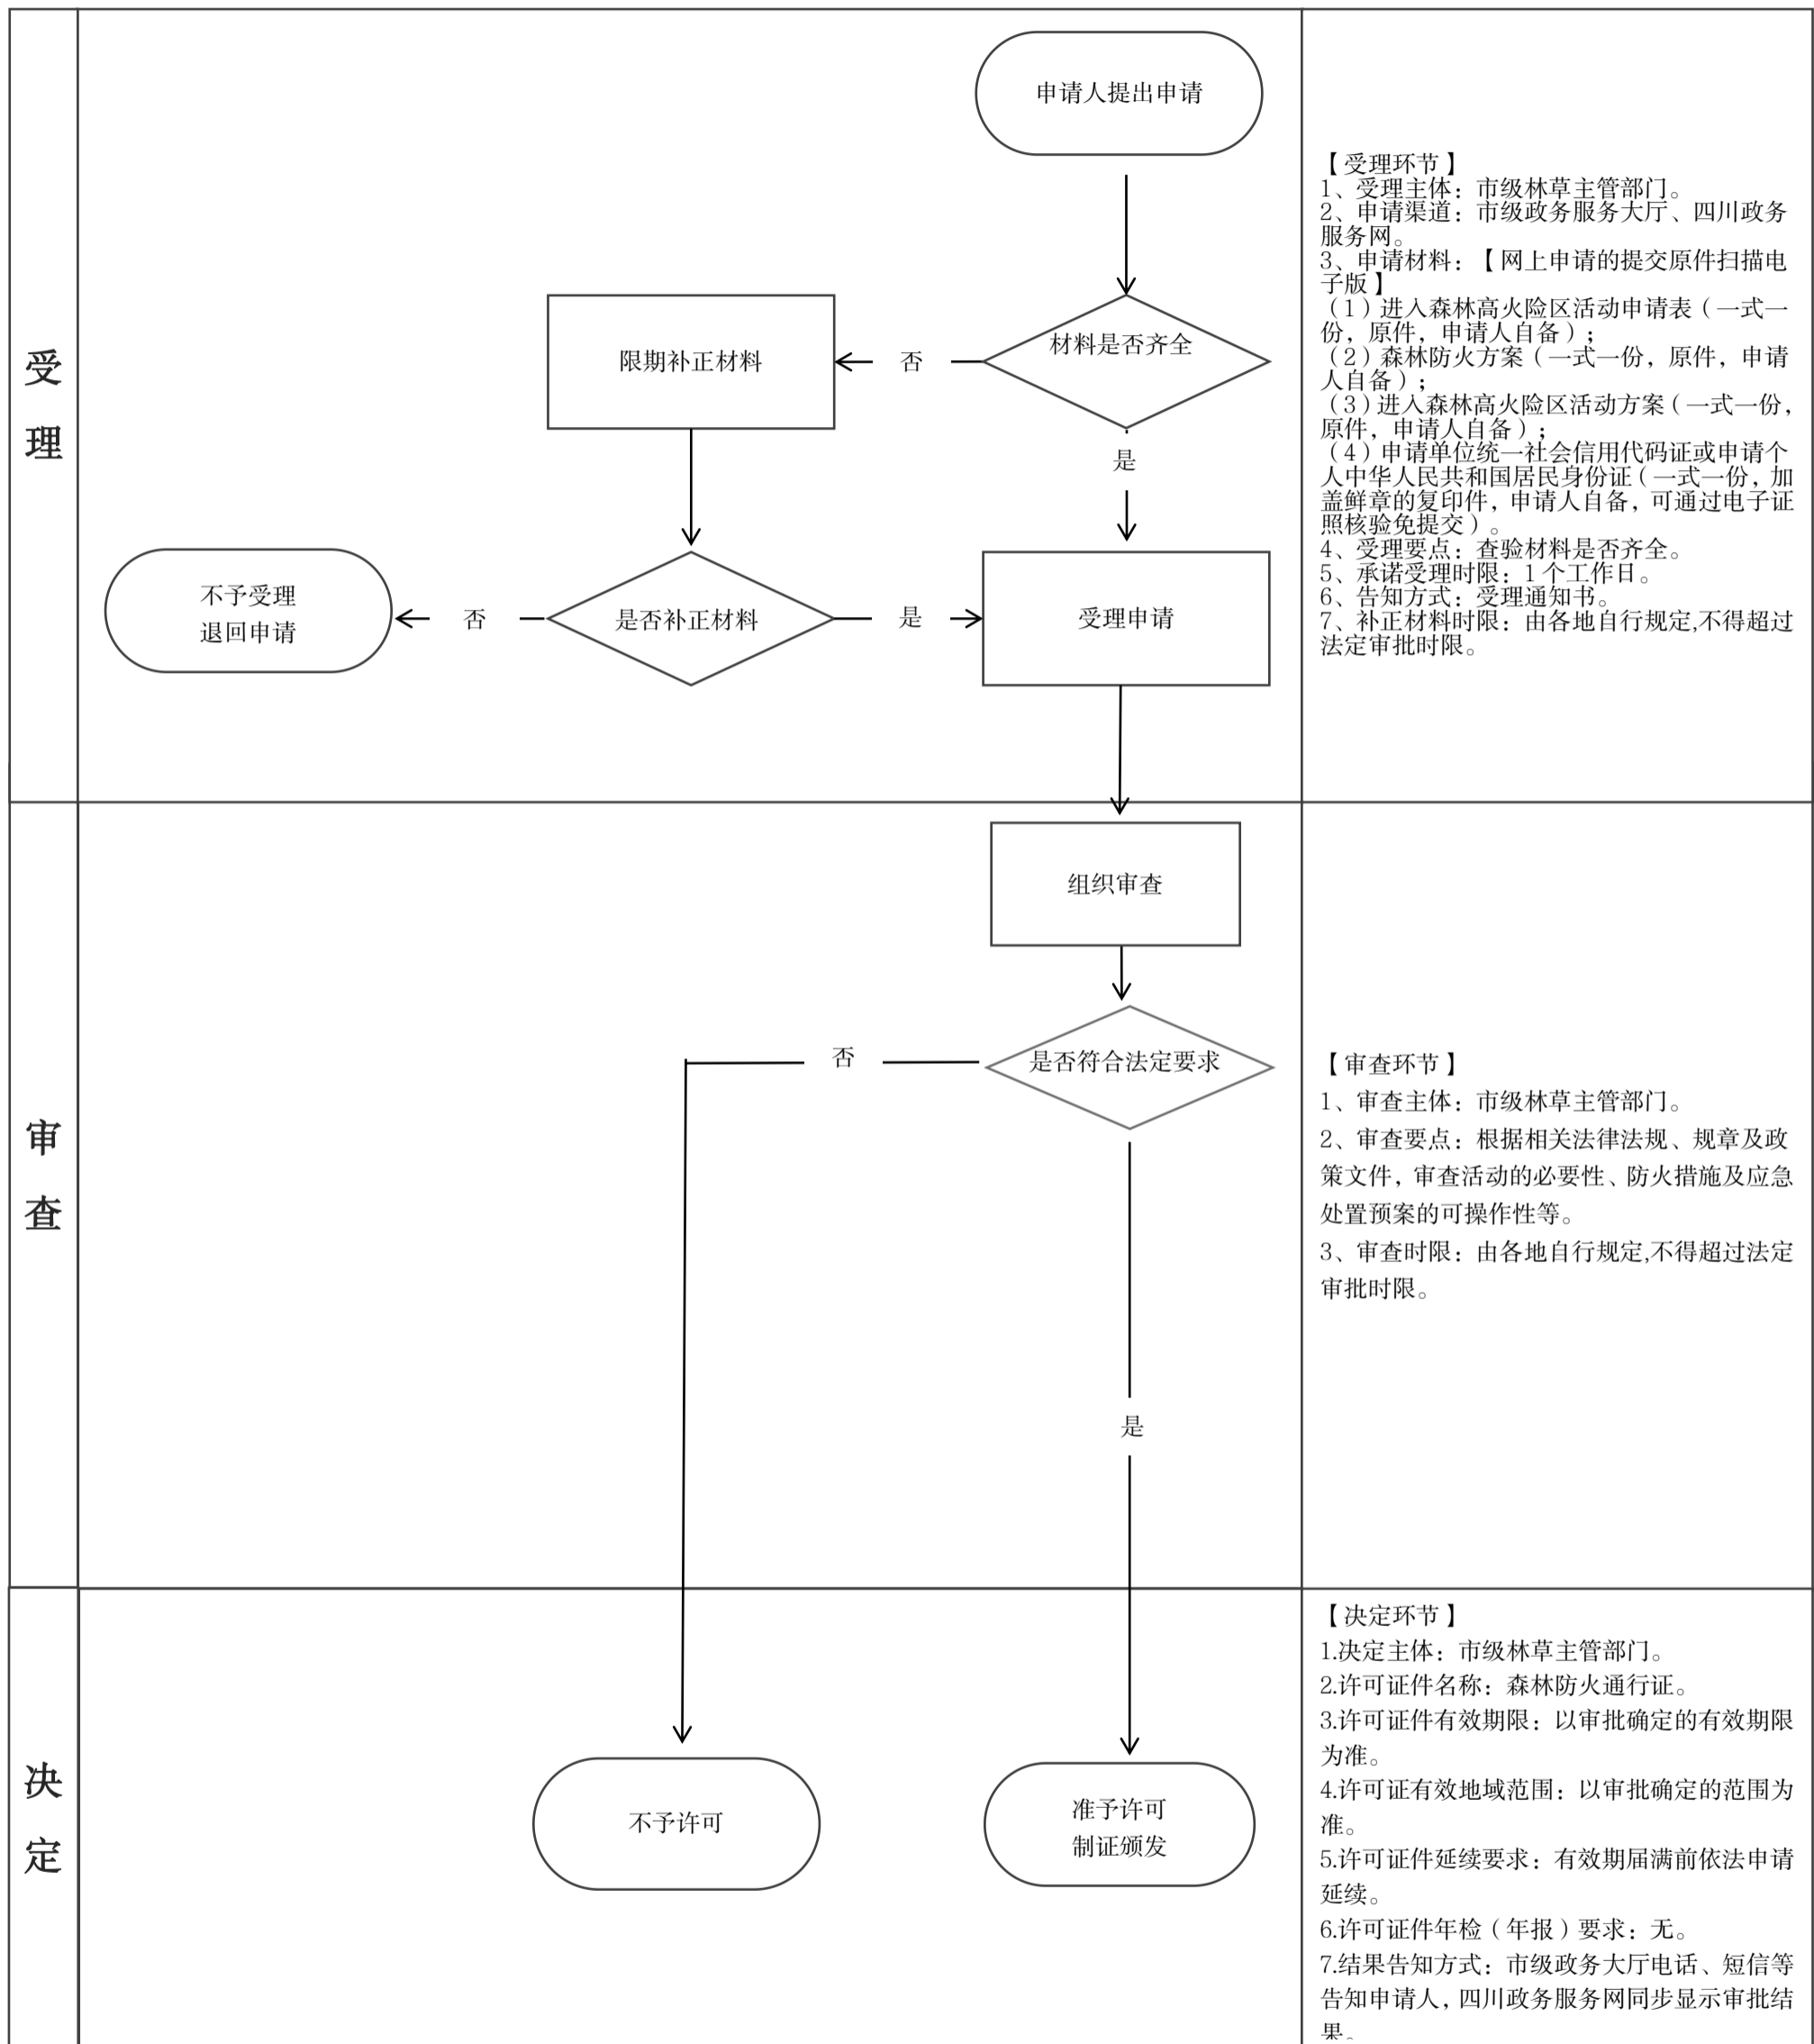 受
理
申请人提出申请
材料是否齐全
否
限期补正材料
是
是否补正材料
否
不予受理
退回申请
是
受理申请
【受理环节】
1、受理主体：市级林草主管部门。
2、申请渠道：市级政务服务大厅、四川政务
服务网。
3、申请材料：【网上申请的提交原件扫描电
子版】
（1）进入森林高火险区活动申请表（一式一
份，原件，申请人自备）；
（2）森林防火方案（一式一份，原件，申请
人自备）；
（3）进入森林高火险区活动方案（一式一份，
原件，申请人自备）；
（4）申请单位统一社会信用代码证或申请个
人中华人民共和国居民身份证（一式一份，加
盖鲜章的复印件，申请人自备，可通过电子证
照核验免提交）。
4、受理要点：查验材料是否齐全。
5、承诺受理时限：1个工作日。
6、告知方式：受理通知书。
7、补正材料时限：由各地自行规定,不得超过
法定审批时限。
审
查
组织审查
是否符合法定要求
否
是
【审查环节】
1、审查主体：市级林草主管部门。
2、审查要点：根据相关法律法规、规章及政
策文件，审查活动的必要性、防火措施及应急
处置预案的可操作性等。
3、审查时限：由各地自行规定,不得超过法定
审批时限。
决
定
不予许可
准予许可
制证颁发
【决定环节】
1.决定主体：市级林草主管部门。
2.许可证件名称：森林防火通行证。
3.许可证件有效期限：以审批确定的有效期限
为准。
4.许可证有效地域范围：以审批确定的范围为
准。
5.许可证件延续要求：有效期届满前依法申请
延续。
6.许可证件年检（年报）要求：无。
7.结果告知方式：市级政务大厅电话、短信等
告知申请人，四川政务服务网同步显示审批结
果。